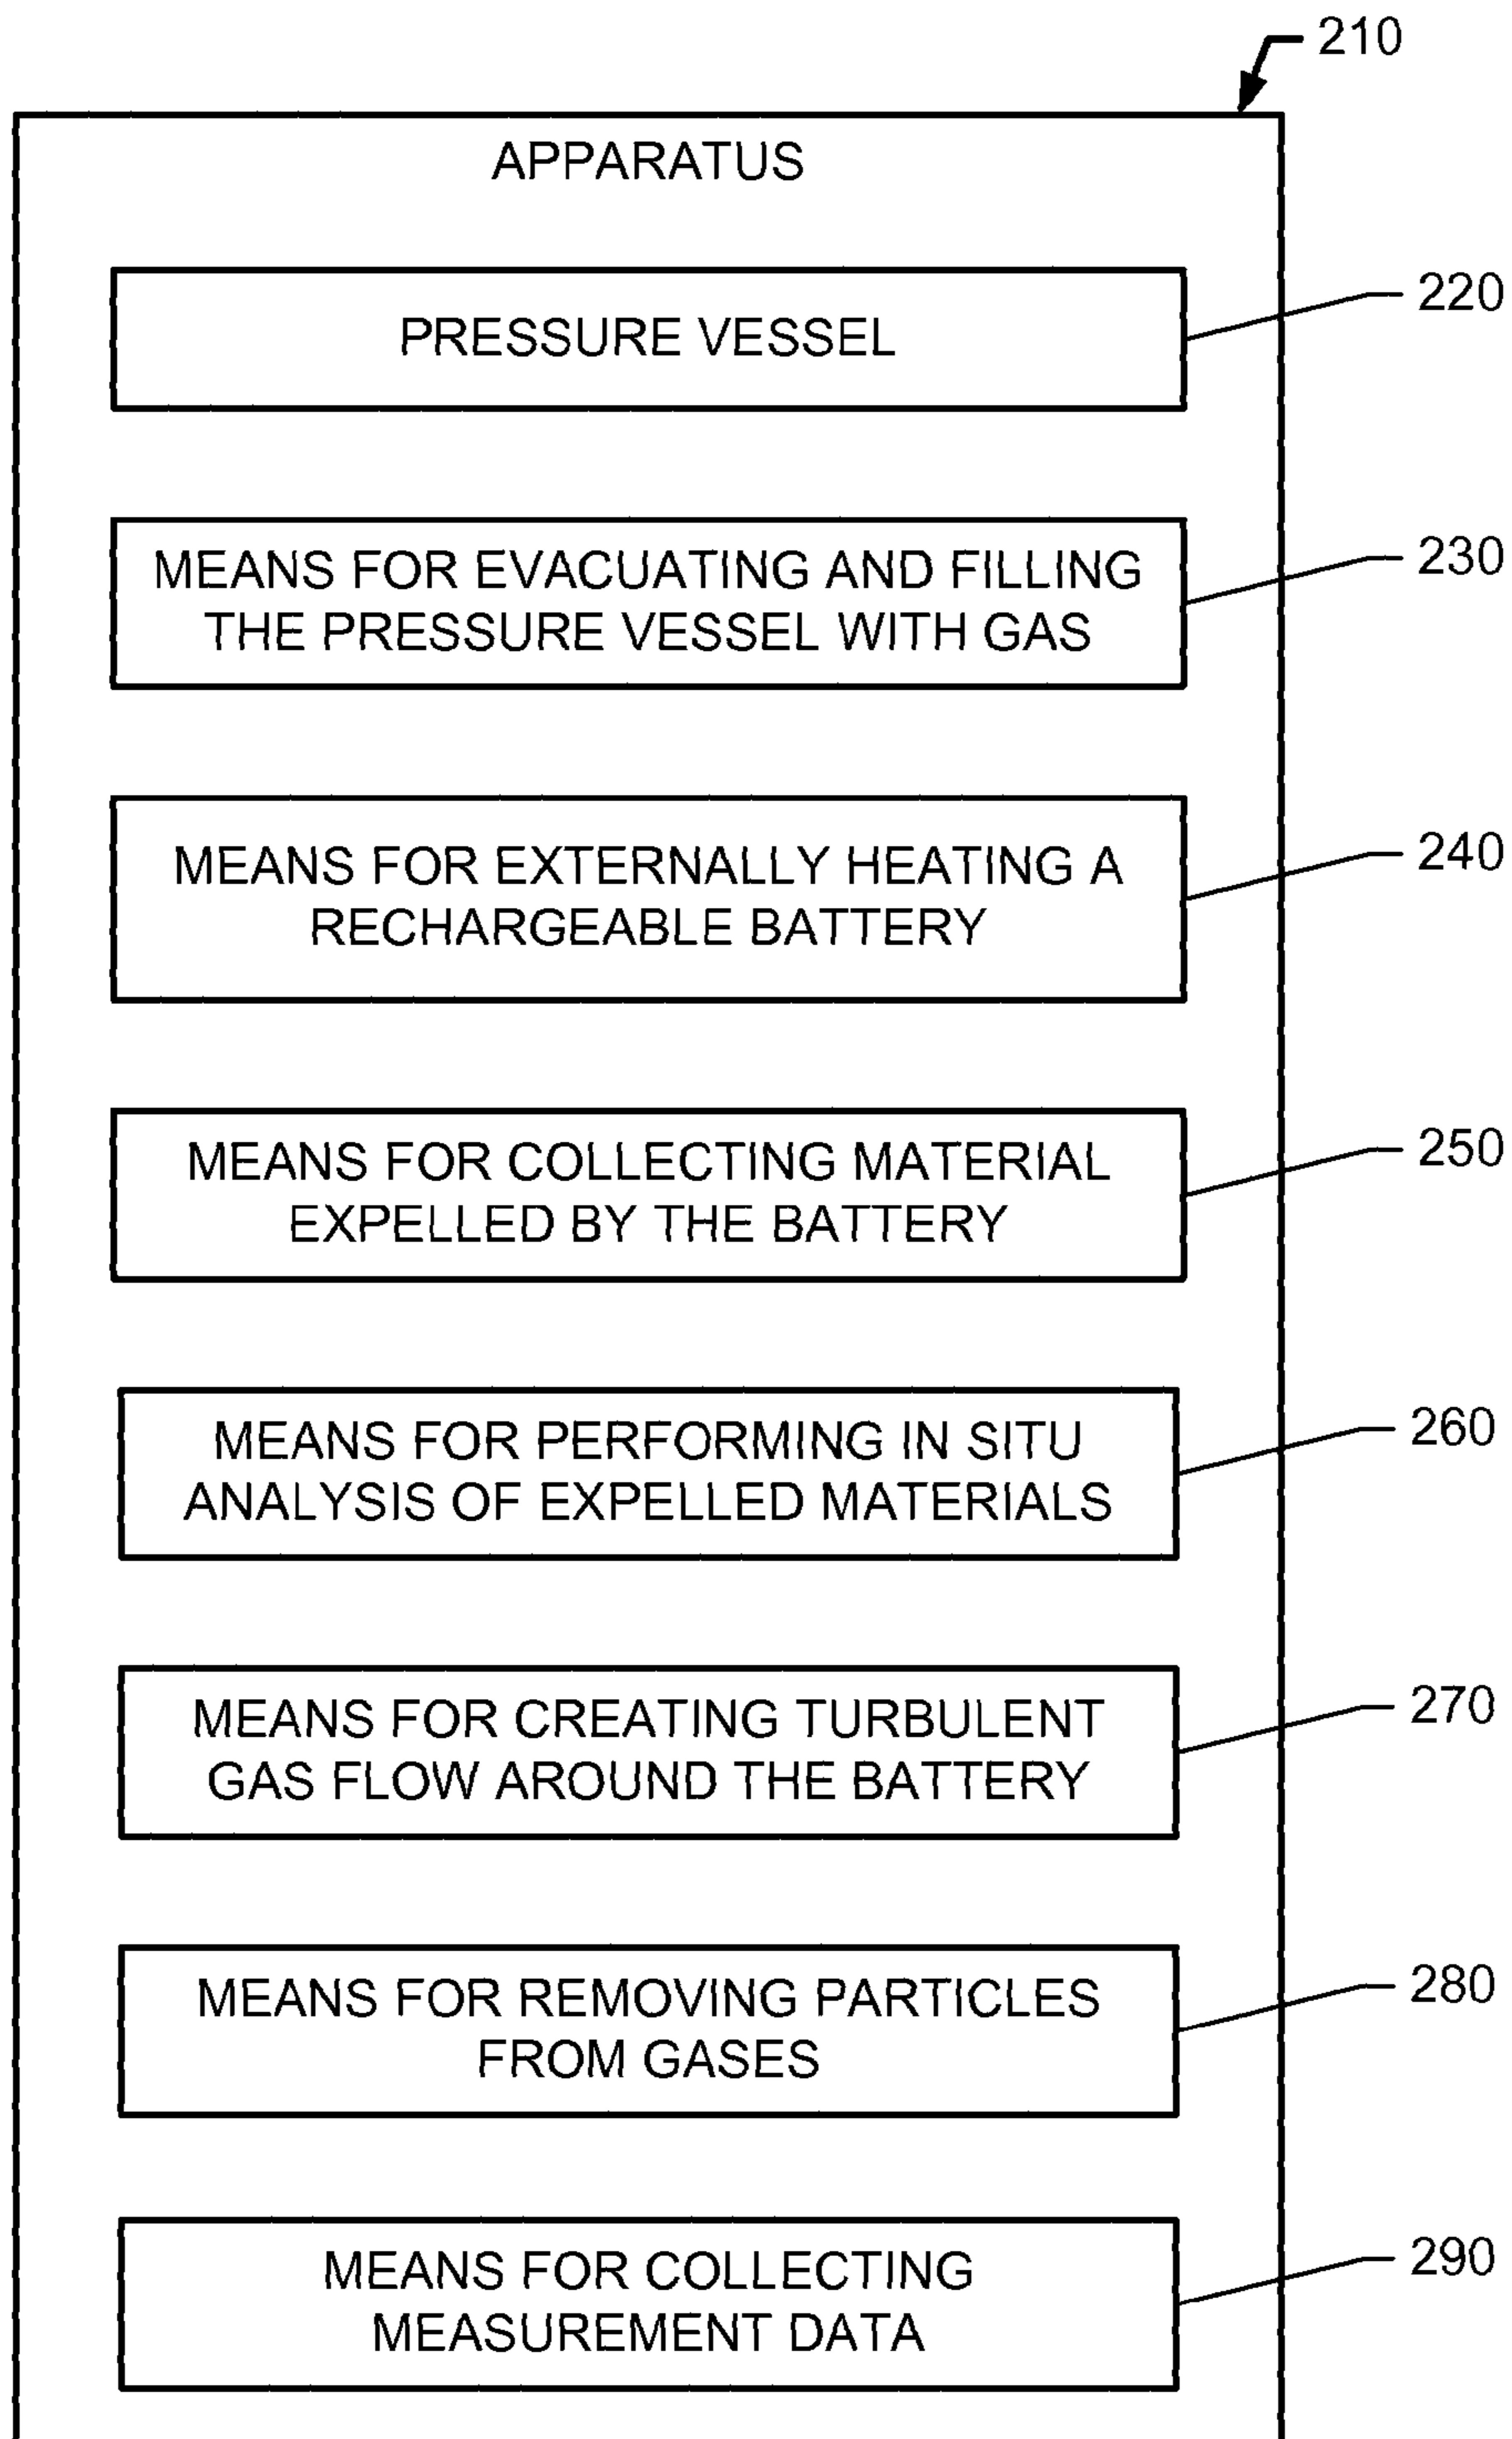 210
APPARATUS
PRESSURE VESSEL
220
MEANS FOR EVACUATING AND FILLING
THE PRESSURE VESSEL WITH GAS
230
MEANS FOR EXTERNALLY HEATING A
RECHARGEABLE BATTERY
240
MEANS FOR COLLECTING MATERIAL
EXPELLED BY THE BATTERY
250
MEANS FOR PERFORMING IN SITU
ANALYSIS OF EXPELLED MATERIALS
260
MEANS FOR CREATING TURBULENT
GAS FLOW AROUND THE BATTERY
270
MEANS FOR REMOVING PARTICLES
FROM GASES
280
MEANS FOR COLLECTING
MEASUREMENT DATA
290